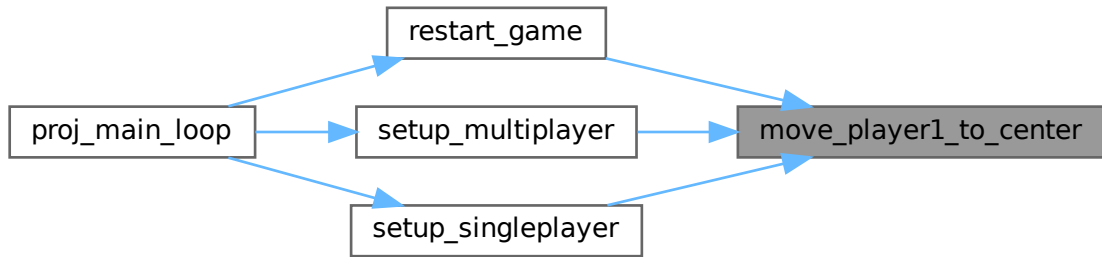 restart_game
proj_main_loop
setup_multiplayer
move_player1_to_center
setup_singleplayer